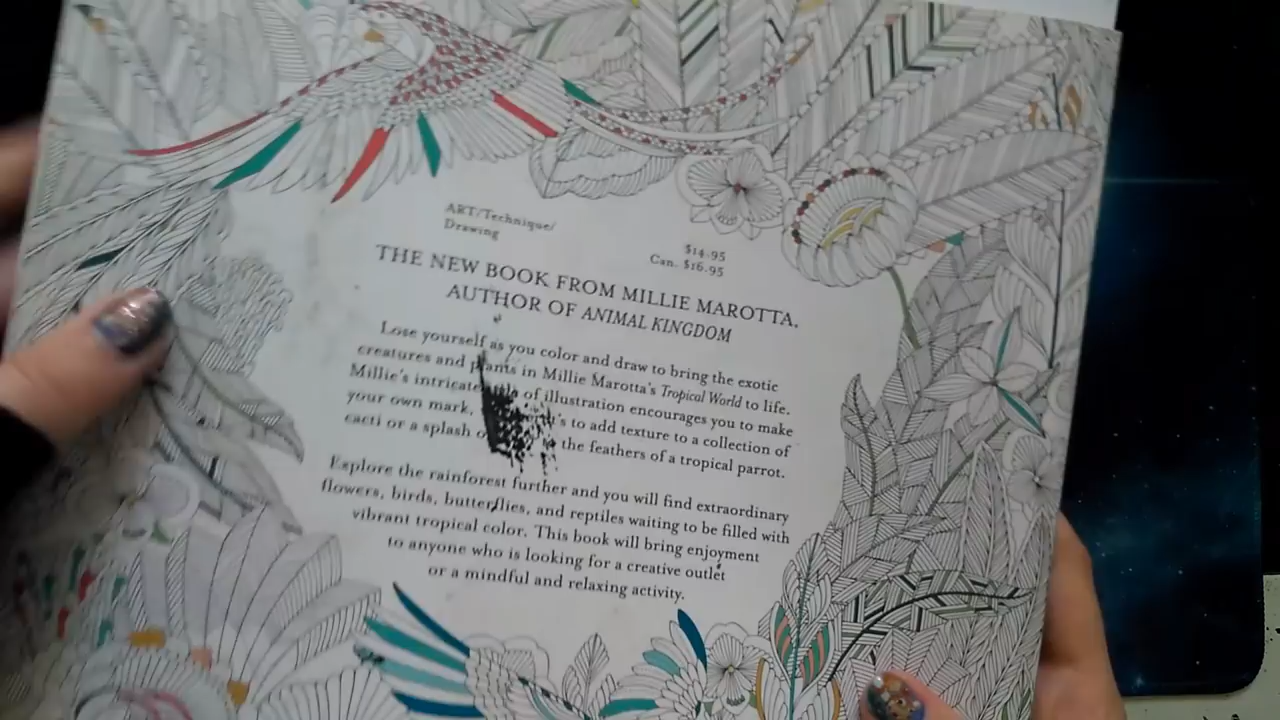 ART/Technique/
Drawing
$14.95
Can. $16.95
THE NEW BOOK FROM MILLIE MAROTTA,
AUTHOR OF ANIMAL KINGDOM
Lose yourself as you color and draw to bring the exotic
creatures and plants in Millie Marotta's Tropical World to life.
Millie's intricate of illustration encourages you to make
your own mark, to add texture to a collection of
cacti or a splash the feathers of a tropical parrot.
Explore the rainforest further and you will find extraordinary
flowers, birds, butterflies, and reptiles waiting to be filled with
vibrant tropical color. This book will bring enjoyment
to anyone who is looking for a creative outlet
or a mindful and relaxing activity.